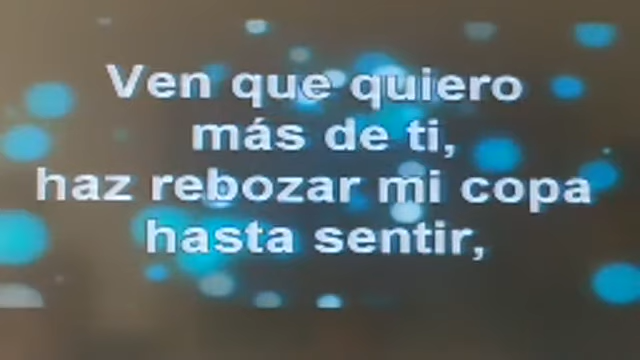 Ven que quiero
más de ti,
haz rebozar mi copa
hasta sentir,